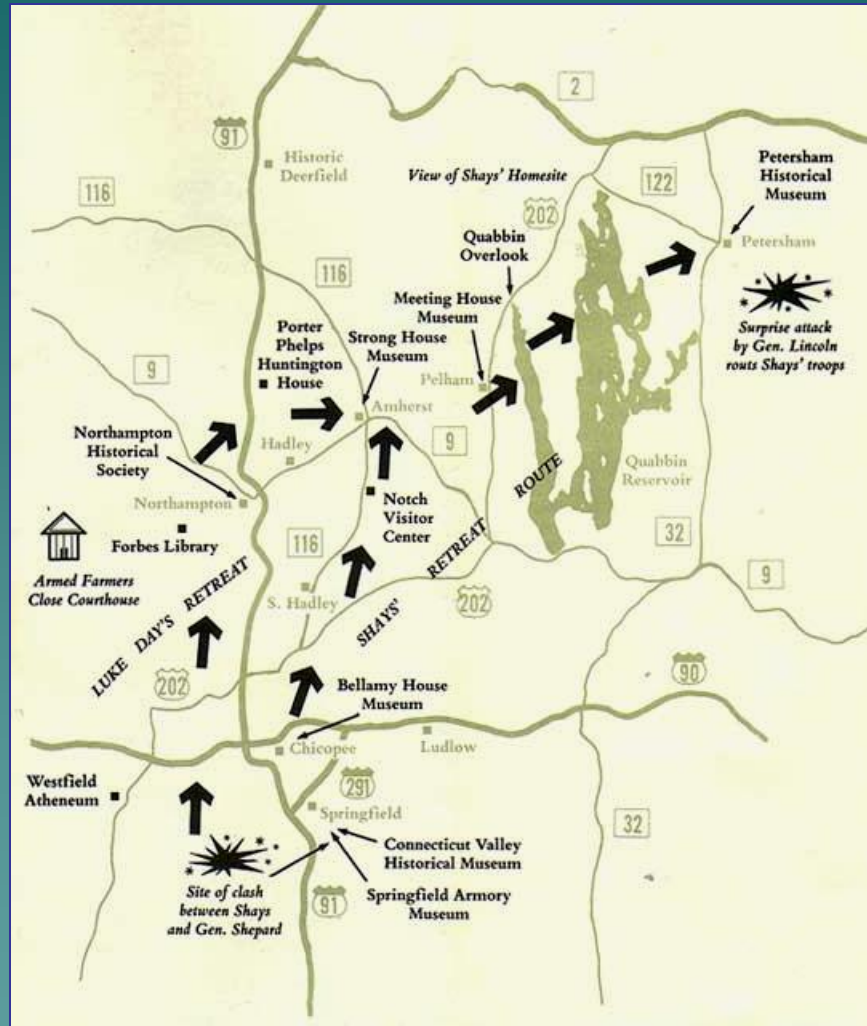 2
91
Historic
Deerfield
View of Shays' Homesite
122
Petersham
Historical
Museum
116
202
Quabbin
Overlook
Petersham
116
Meeting House
Museum
Porter
Phelps
Huntington
House
Strong House
Museum
Surprise attack
by Gen. Lincoln
routs Shays' troops
9
Pelham
Amherst
Northampton
Historical
Society
Hadley
9
ROUTE
Quabbin
Reservoir
Northampton
Notch
Visitor
Center
Forbes Library
116
RETREAT
32
Armed Farmers
Close Courthouse
S. Hadley
SHAYS'
202
9
LUKE DAY'S RETREAT
202
Bellamy House
Museum
90
Chicopee
Ludlow
Westfield
Atheneum
291
Springfield
32
Connecticut Valley
Historical Museum
Site of clash
between Shays
and Gen. Shepard
91
Springfield Armory
Museum